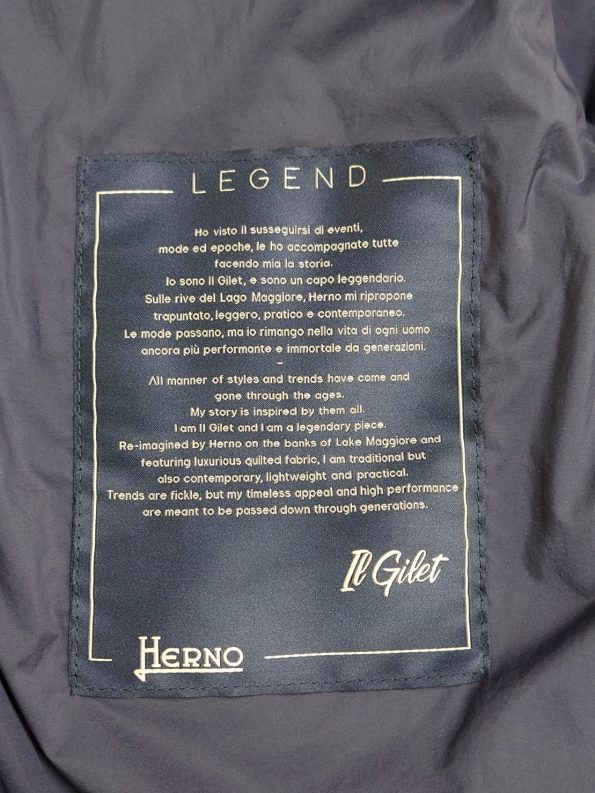 LEGEND
Ho visto il susseguirsi di eventi,
mode ed epoche, le ho accompagnate tutte
facendo mia la storia.
Io sono Il Gilet, e sono un capo leggendario.
Sulle rive del Lago Maggiore, Herno mi ripropone
trapuntato, leggero, pratico e contemporaneo.
Le mode passano, ma io rimango nella vita di ogni uomo
ancora più performante e immortale da generazioni.
-
All manner of styles and trends have come and
gone through the ages.
My story is inspired by them all.
I am Il Gilet and I am a legendary piece.
Re-imagined by Herno on the banks of Lake Maggiore and
featuring luxurious quilted fabric, I am traditional but
also contemporary, lightweight and practical.
Trends are fickle, but my timeless appeal and high performance
are meant to be passed down through generations.
Il Gilet
HERNO